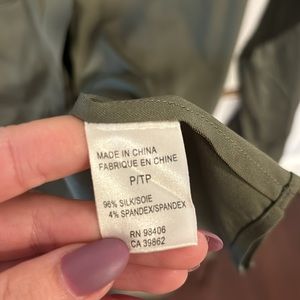 MADE IN CHINA
FABRIQUE EN CHINE
P/TP
96% SILK/SOIE
4% SPANDEX/SPANDEX
RN 98406
CA 39862